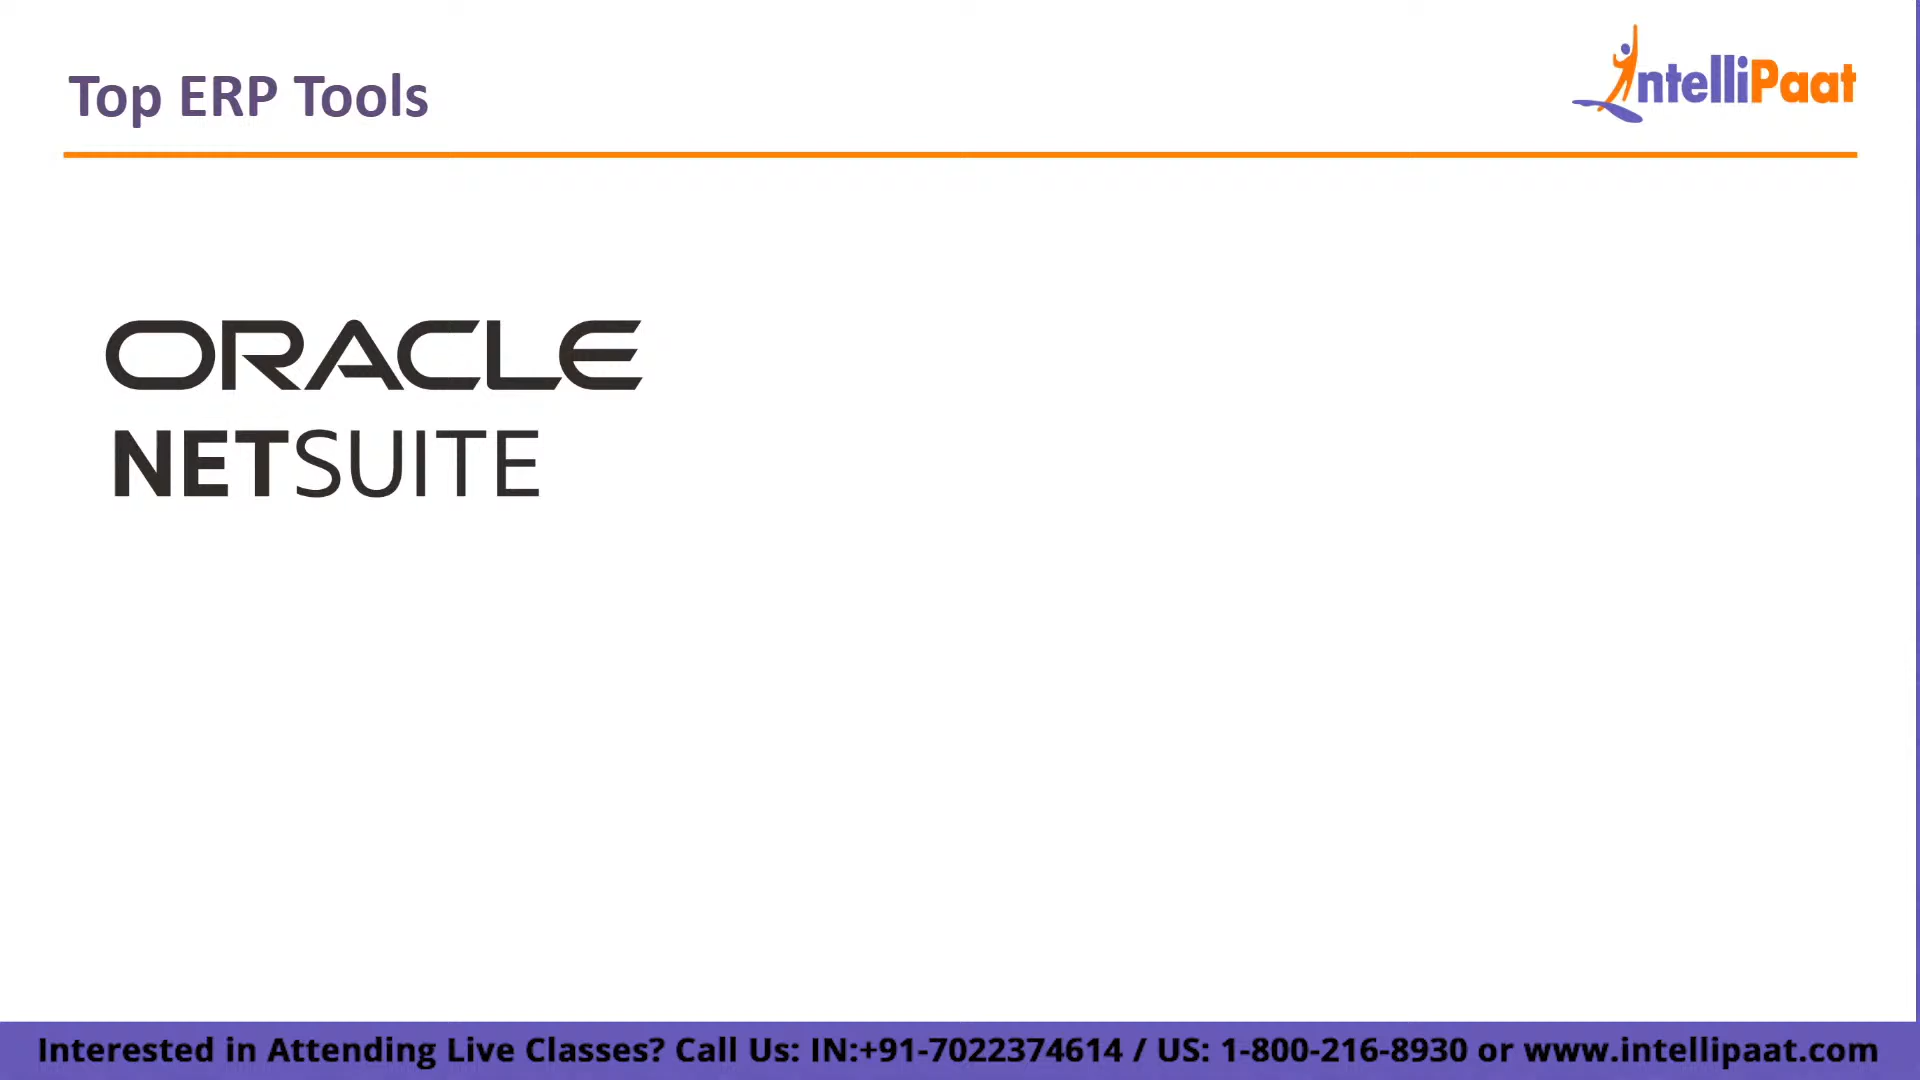 Top ERP Tools
IntelliPaat
ORACLE
NETSUITE
Interested in Attending Live Classes? Call Us: IN:+91-7022374614 / US: 1-800-216-8930 or www.intellipaat.com